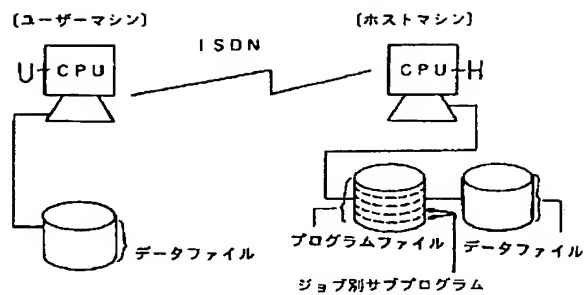 〔ユーザーマシン〕
〔ホストマシン〕
ISDN
U
CPU
CPU
H
データファイル
プログラムファイル
データファイル
ジョブ別サブプログラム